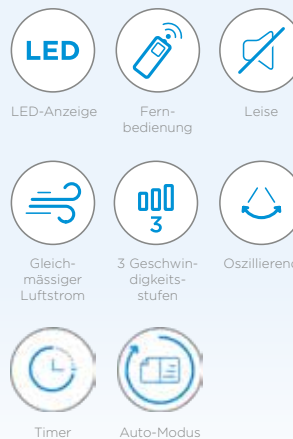 LED
LED-Anzeige
Fern-
bedienung
Leise
3
Gleich-
mässiger
Luftstrom
3 Geschwin-
digkeits-
stufen
Oszillierend
Timer
Auto-Modus